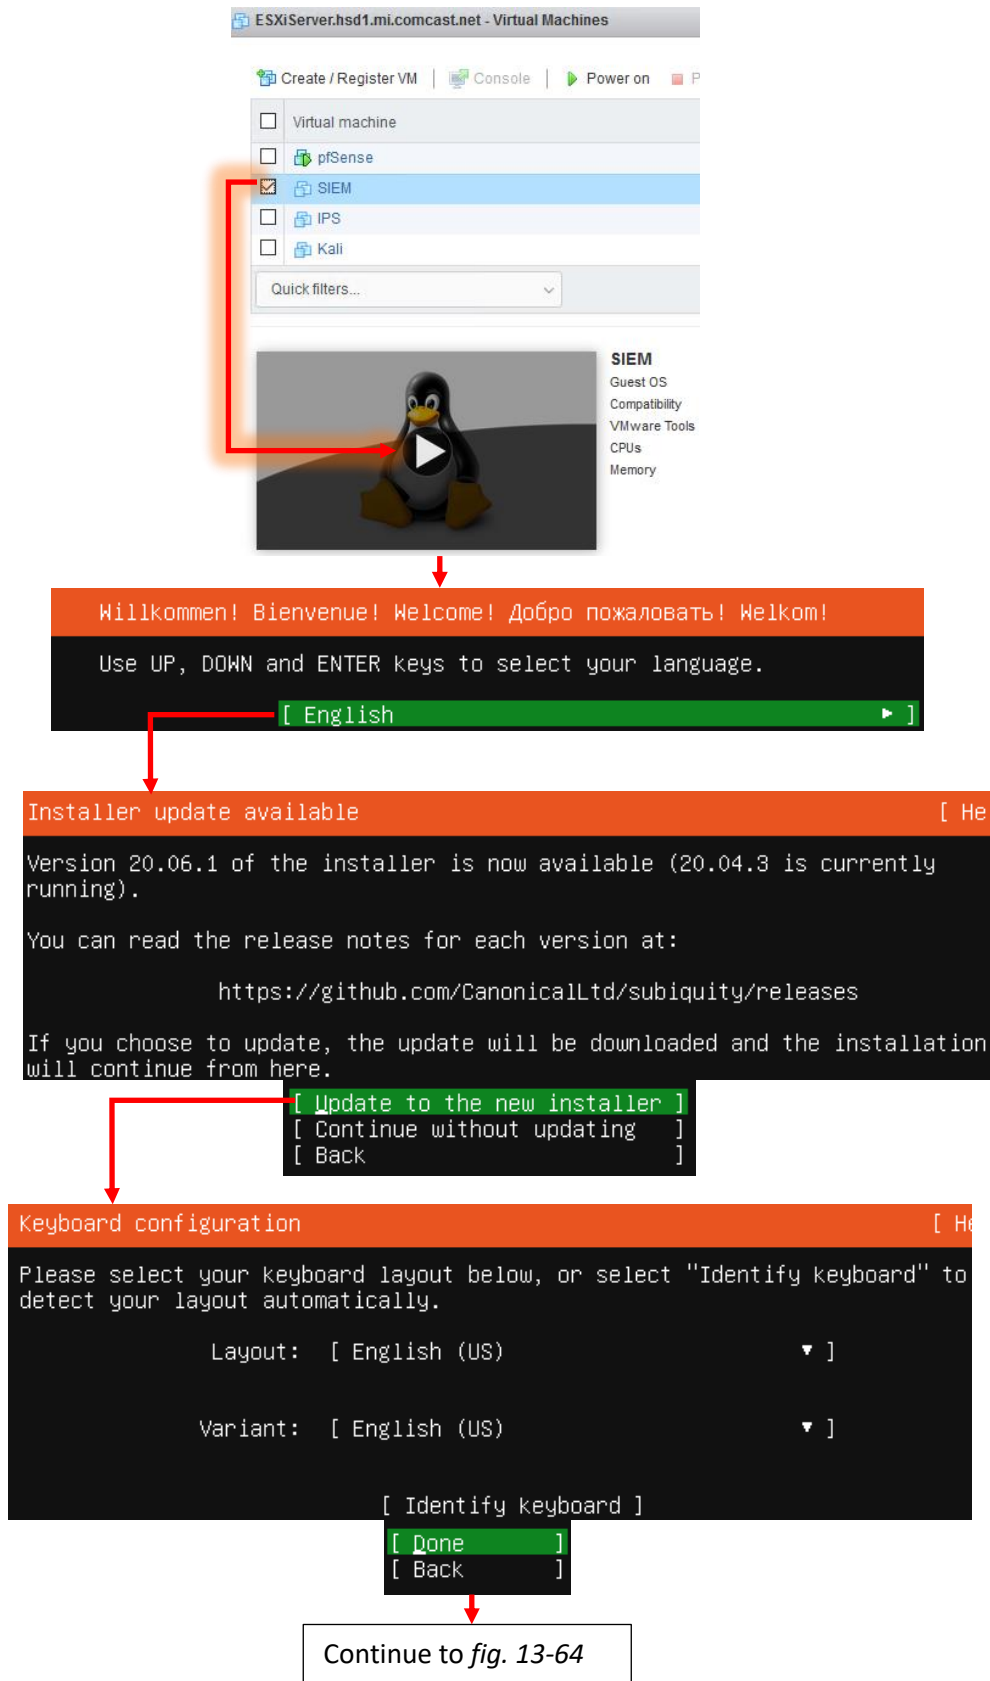 ESXiServer.hsd1.mi.comcast.net - Virtual Machines
Create / Register VM | Console | Power on P
Virtual machine
pfSense
SIEM
IPS
Kali
Quick filters...
SIEM
Guest OS
Compatibility
VMware Tools
CPUs
Memory
Willkommen! Bienvenue! Welcome! Добро пожаловать! Welkom!
Use UP, DOWN and ENTER keys to select your language.
[ English ► ]
Installer update available [ He
Version 20.06.1 of the installer is now available (20.04.3 is currently
running).
You can read the release notes for each version at:
https://github.com/CanonicalLtd/subiquity/releases
If you choose to update, the update will be downloaded and the installation
will continue from here.
[ Update to the new installer ]
[ Continue without updating ]
[ Back ]
Keyboard configuration [ He
Please select your keyboard layout below, or select "Identify keyboard" to
detect your layout automatically.
Layout: [ English (US) ▼ ]
Variant: [ English (US) ▼ ]
[ Identify keyboard ]
[ Done ]
[ Back ]
Continue to fig. 13-64